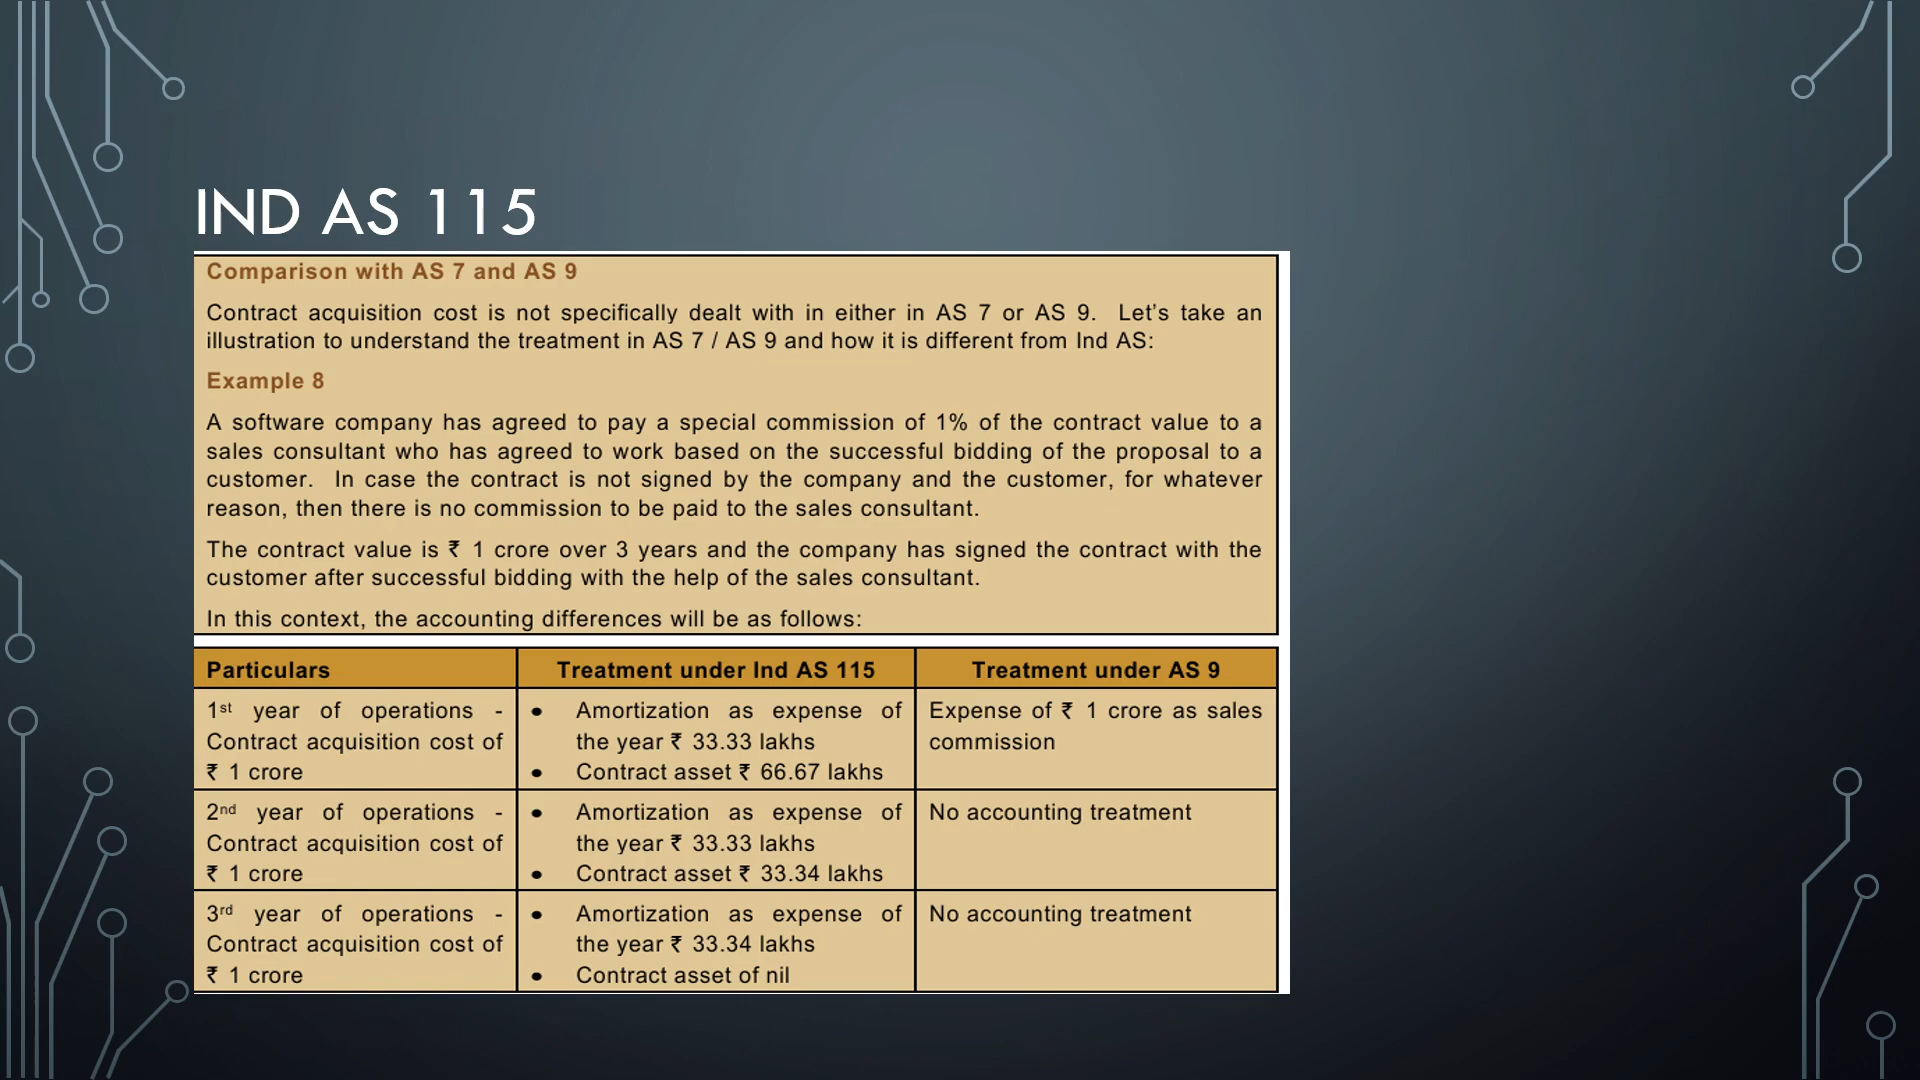 IND AS 115
Comparison with AS 7 and AS 9
Contract acquisition cost is not specifically dealt with in either in AS 7 or AS 9. Let's take an
illustration to understand the treatment in AS 7 / AS 9 and how it is different from Ind AS:
Example 8
A software company has agreed to pay a special commission of 1% of the contract value to a
sales consultant who has agreed to work based on the successful bidding of the proposal to a
customer. In case the contract is not signed by the company and the customer, for whatever
reason, then there is no commission to be paid to the sales consultant.
The contract value is ₹ 1 crore over 3 years and the company has signed the contract with the
customer after successful bidding with the help of the sales consultant.
In this context, the accounting differences will be as follows:
Particulars
Treatment under Ind AS 115
Treatment under AS 9
1st year of operations -
Contract acquisition cost of
₹ 1 crore
• Amortization as expense of
the year ₹ 33.33 lakhs
• Contract asset ₹ 66.67 lakhs
Expense of ₹ 1 crore as sales
commission
2nd year of operations -
Contract acquisition cost of
₹ 1 crore
• Amortization as expense of
the year ₹ 33.33 lakhs
• Contract asset ₹ 33.34 lakhs
No accounting treatment
3rd year of operations -
Contract acquisition cost of
₹ 1 crore
• Amortization as expense of
the year ₹ 33.34 lakhs
• Contract asset of nil
No accounting treatment